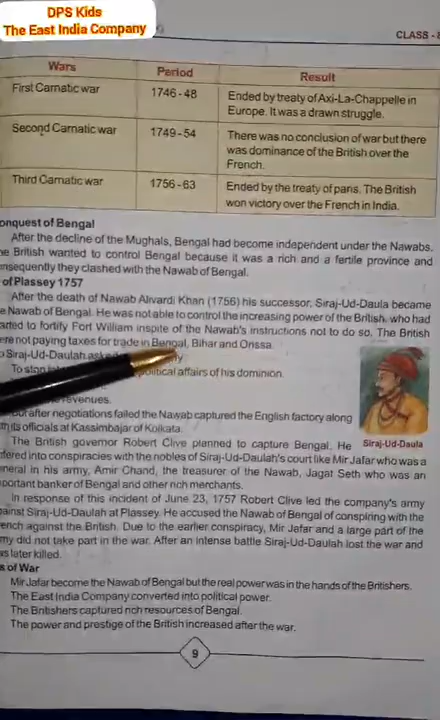 DPS Kids
The East India Company
CLASS - 8
Wars Period Result
First Carnatic war 1746 - 48 Ended by treaty of Axi-La-Chappelle in
Europe. It was a drawn struggle.
Second Carnatic war 1749 - 54 There was no conclusion of war but there
was dominance of the British over the
French.
Third Carnatic war 1756 - 63 Ended by the treaty of paris. The British
won victory over the French in India.
onquest of Bengal
After the decline of the Mughals, Bengal had become independent under the Nawabs.
he British wanted to control Bengal because it was a rich and a fertile province and
nsequently they clashed with the Nawab of Bengal.
of Plassey 1757
After the death of Nawab Alivardi Khan (1756) his successor, Siraj-Ud-Daula became
e Nawab of Bengal. He was not able to control the increasing power of the British, who had
arted to fortify Fort William inspite of the Nawab's instructions not to do so. The British
ere not paying taxes for trade in Bengal, Bihar and Orissa.
Siraj-Ud-Daulah asked
To stop political affairs of his dominion.
revenues.
after negotiations failed the Nawab captured the English factory along
its officials at Kassimbajar of Kolkata.
Siraj-Ud-Daula
The British governor Robert Clive planned to capture Bengal. He
fered into conspiracies with the nobles of Siraj-Ud-Daulah's court like Mir Jafar who was a
neral in his army, Amir Chand, the treasurer of the Nawab, Jagat Seth who was an
portant banker of Bengal and other rich merchants.
In response of this incident of June 23, 1757 Robert Clive led the company's army
ainst Siraj-Ud-Daulah at Plassey. He accused the Nawab of Bengal of conspiring with the
ench against the British. Due to the earlier conspiracy, Mir Jafar and a large part of the
my did not take part in the war. After an intense battle Siraj-Ud-Daulah lost the war and
as later killed.
s of War
Mir Jafar become the Nawab of Bengal but the real power was in the hands of the Britishers.
The East India Company converted into political power.
The Britishers captured rich resources of Bengal.
The power and prestige of the British increased after the war.
9